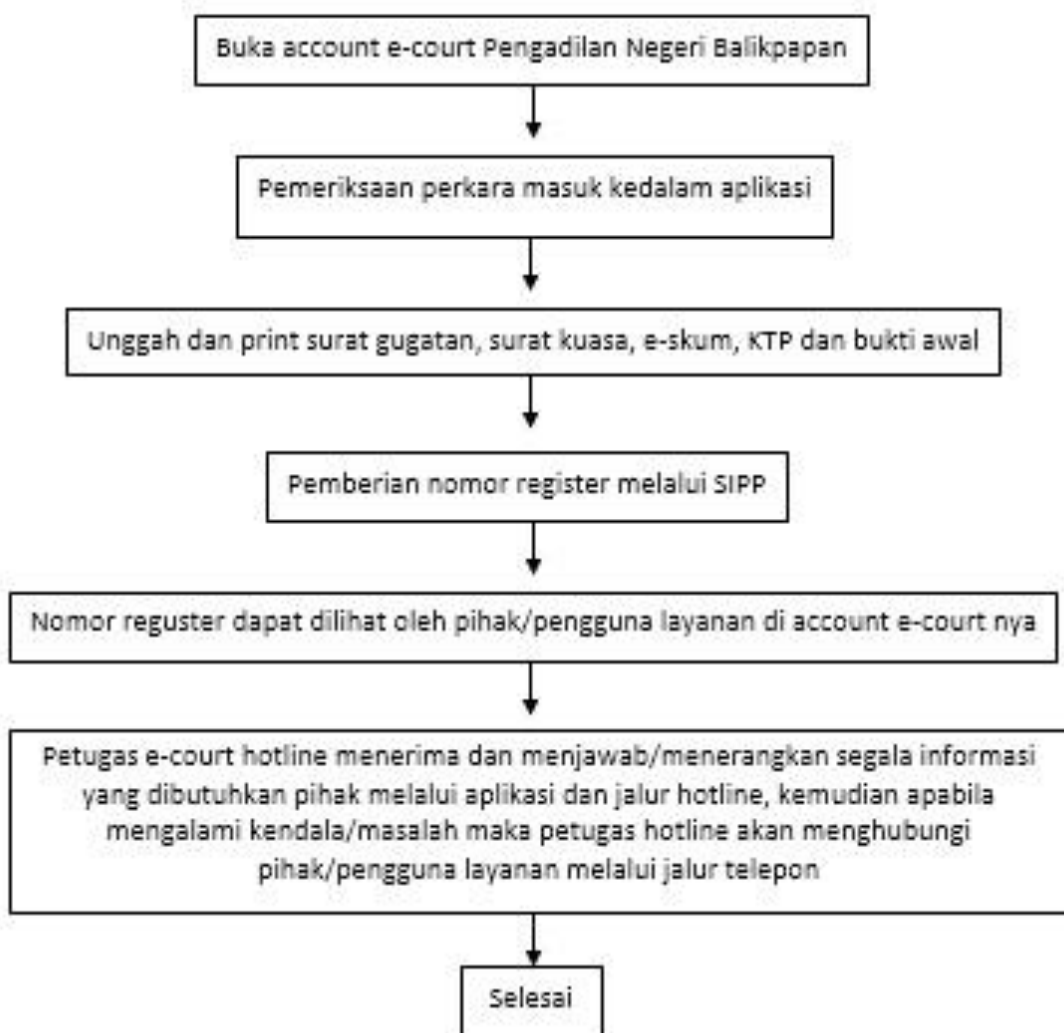 Buka account e-court Pengadilan Negeri Balikpapan
Pemeriksaan perkara masuk kedalam aplikasi
Unggah dan print surat gugatan, surat kuasa, e-skum, KTP dan bukti awal
Pemberian nomor register melalui SIPP
Nomor reguster dapat dilihat oleh pihak/pengguna layanan di account e-court nya
Petugas e-court hotline menerima dan menjawab/menerangkan segala informasi
yang dibutuhkan pihak melalui aplikasi dan jalur hotline, kemudian apabila
mengalami kendala/masalah maka petugas hotline akan menghubungi
pihak/pengguna layanan melalui jalur telepon
Selesai